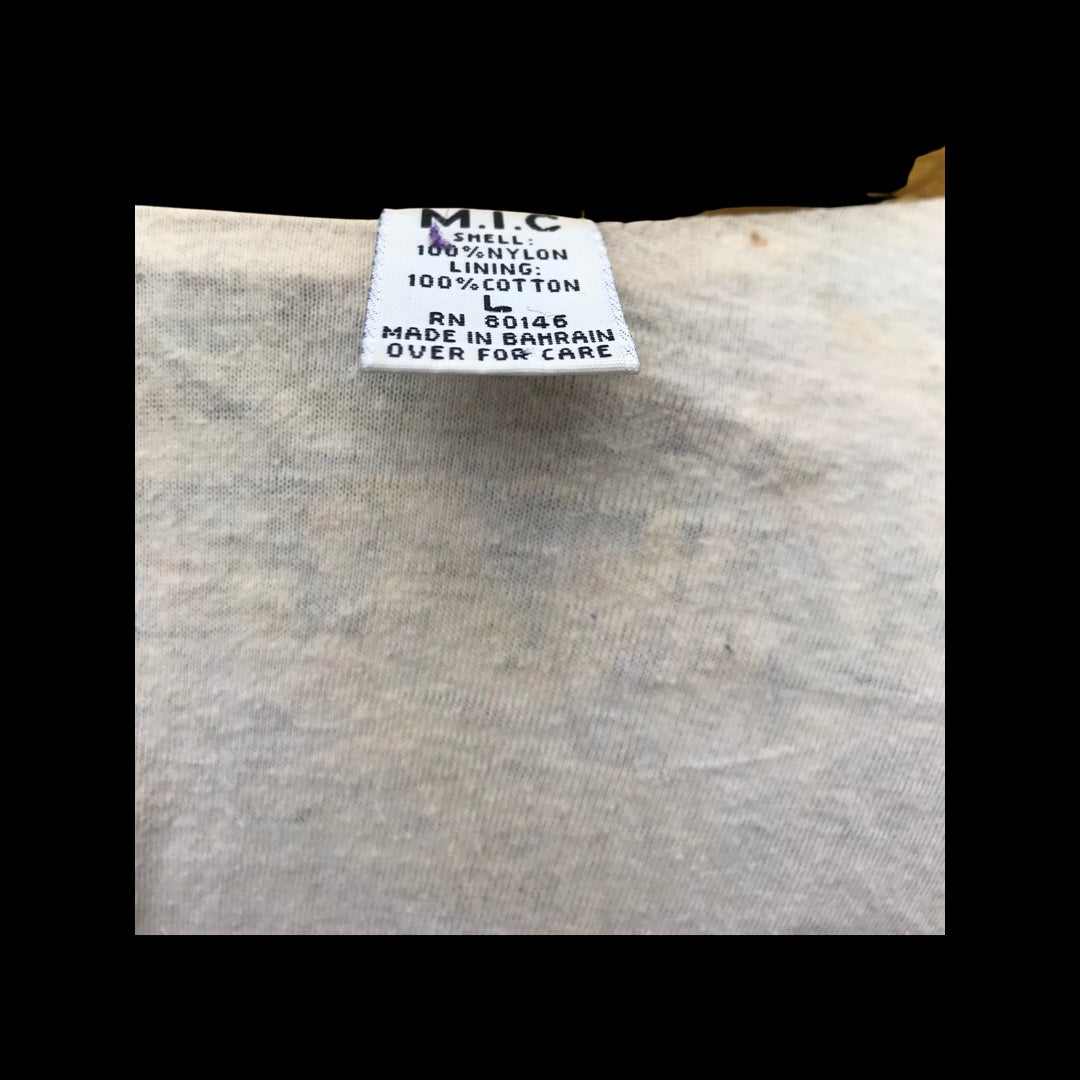 M.I.C
SHELL:
100%NYLON
LINING:
100%COTTON
L
RN 80146
MADE IN BAHRAIN
OVER FOR CARE